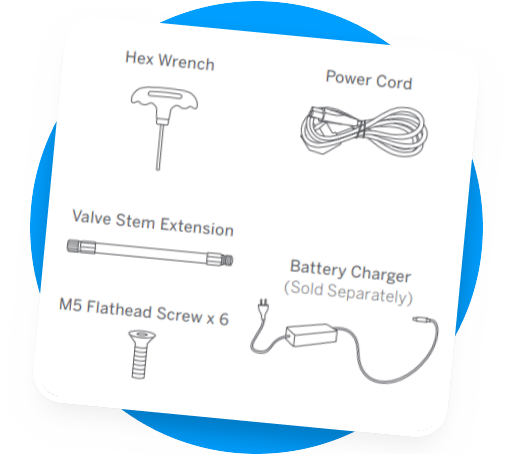 Hex Wrench
Power Cord
Valve Stem Extension
Battery Charger
(Sold Separately)
M5 Flathead Screw x 6